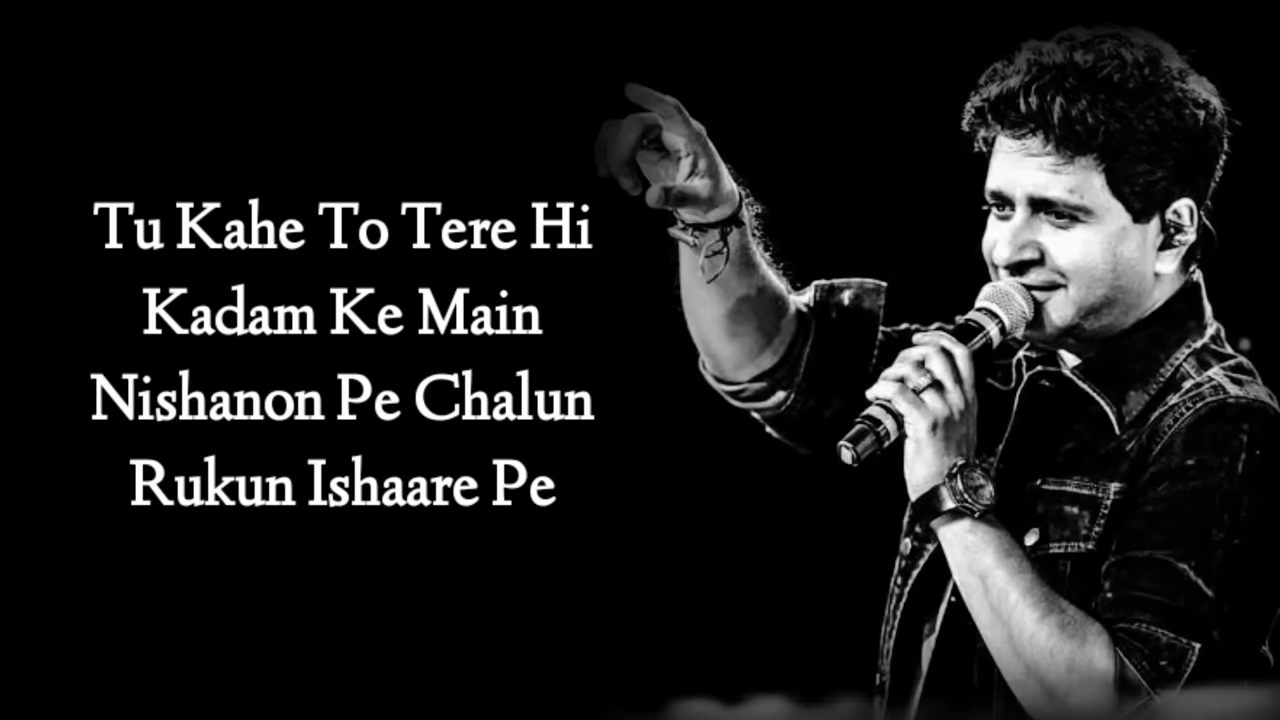 Tu Kahe To Tere Hi
Kadam Ke Main
Nishanon Pe Chalun
Rukun Ishaare Pe